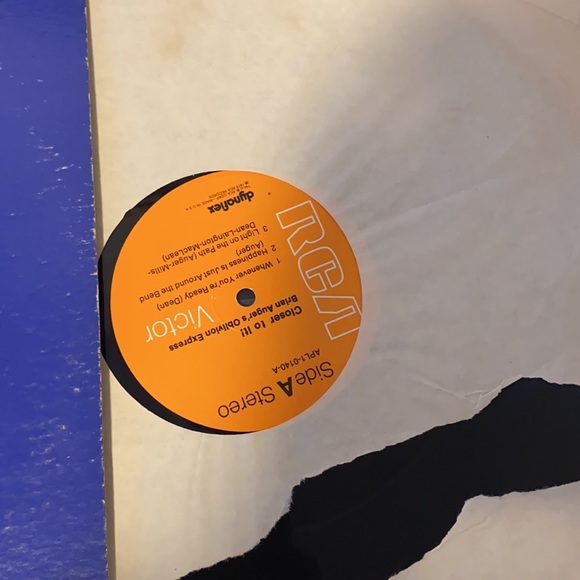 RCA
Victor
Side A Stereo
APL1-0140-A
Closer to it!
Brian Auger's Oblivion Express
1 Whenever You're Ready (Dean)
2 Happiness Is Just Around the Bend
(Auger)
3 Light on the Path (Auger-Mills-
Dean-Laington-MacLean)
dynaflex